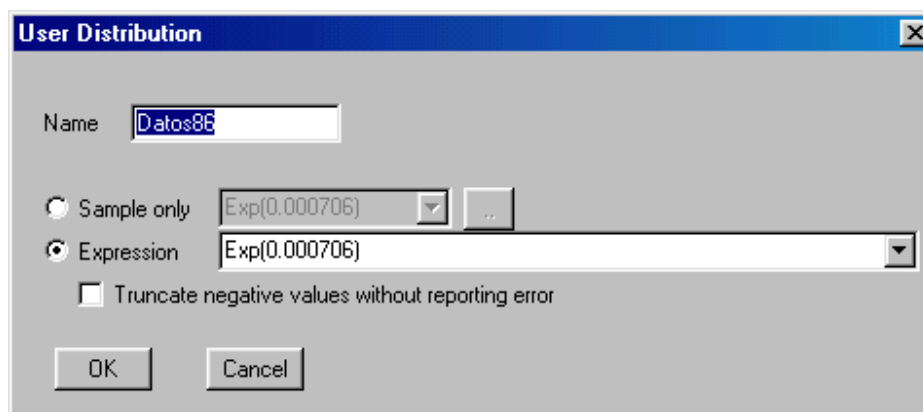 User Distribution
Name Datos86
Sample only Exp(0.000706) ..
Expression Exp(0.000706)
Truncate negative values without reporting error
OK Cancel